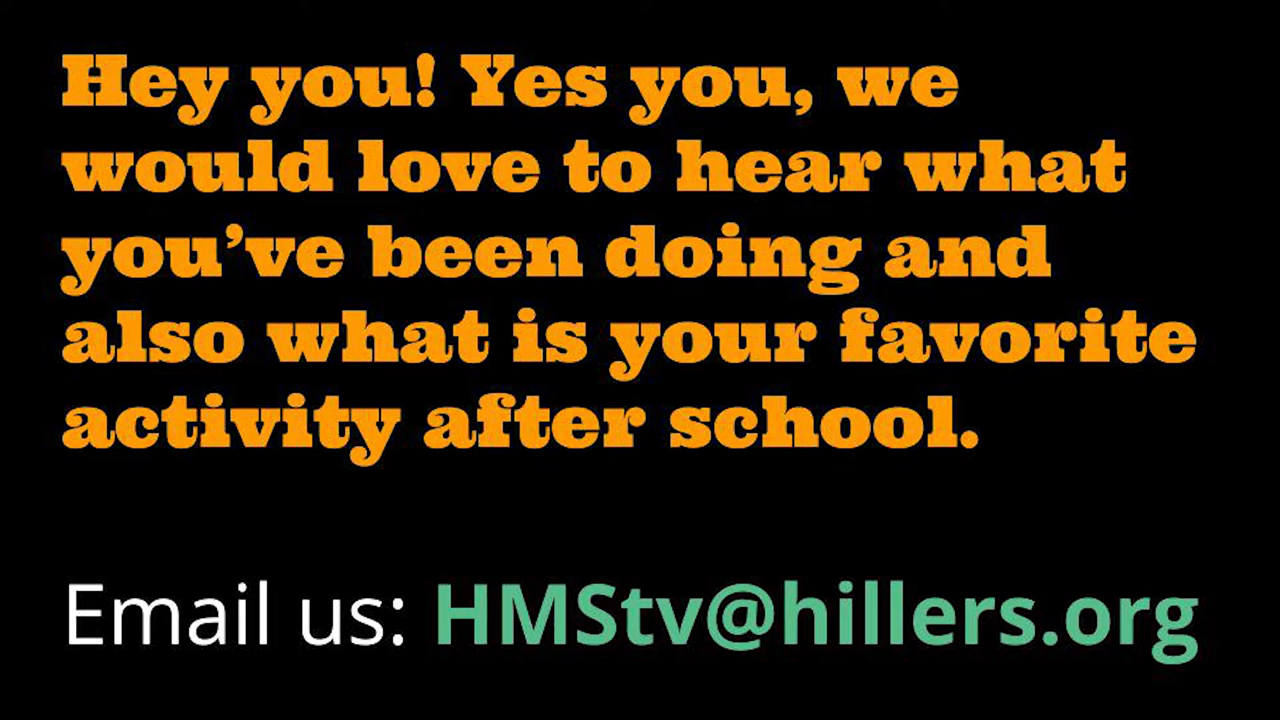 Hey you! Yes you, we
would love to hear what
you’ve been doing and
also what is your favorite
activity after school.
Email us: HMStv@hillers.org